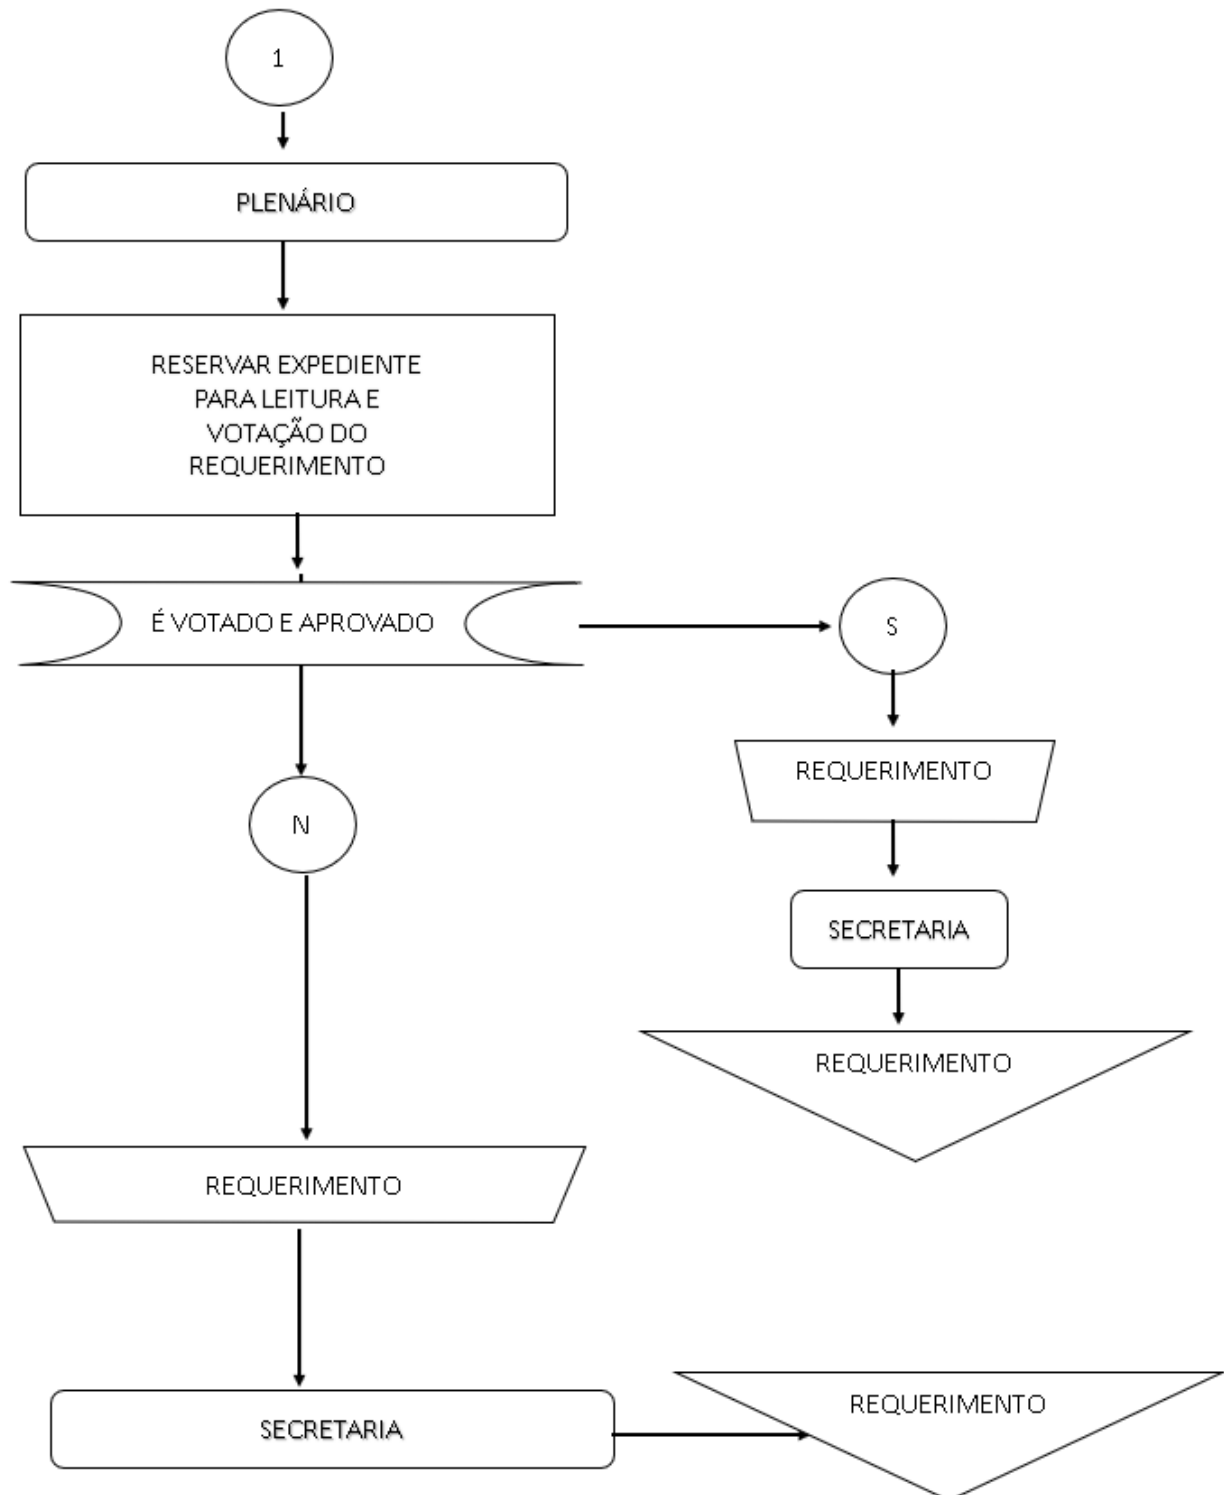 1
PLENÁRIO
RESERVAR EXPEDIENTE
PARA LEITURA E
VOTAÇÃO DO
REQUERIMENTO
É VOTADO E APROVADO
S
REQUERIMENTO
N
SECRETARIA
REQUERIMENTO
REQUERIMENTO
SECRETARIA
REQUERIMENTO